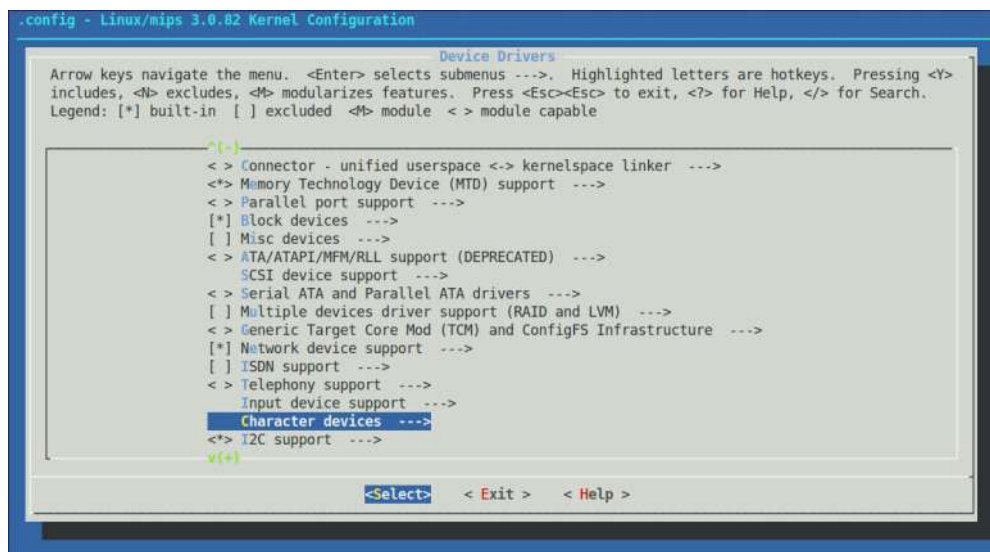 .config - Linux/mips 3.0.82 Kernel Configuration
Device Drivers
Arrow keys navigate the menu.  <Enter> selects submenus --->.  Highlighted letters are hotkeys.  Pressing <Y>
includes, <N> excludes, <M> modularizes features.  Press <Esc><Esc> to exit, <?> for Help, </> for Search.
Legend: [*] built-in  [ ] excluded  <M> module  < > module capable
^(-)
< > Connector - unified userspace <-> kernelspace linker  --->
<*> Memory Technology Device (MTD) support  --->
< > Parallel port support  --->
[*] Block devices  --->
[ ] Misc devices  --->
< > ATA/ATAPI/MFM/RLL support (DEPRECATED)  --->
SCSI device support  --->
< > Serial ATA and Parallel ATA drivers  --->
[ ] Multiple devices driver support (RAID and LVM)  --->
< > Generic Target Core Mod (TCM) and ConfigFS Infrastructure  --->
[*] Network device support  --->
[ ] ISDN support  --->
< > Telephony support  --->
Input device support  --->
Character devices  --->
<*> I2C support  --->
v(+)
<Select>    < Exit >    < Help >